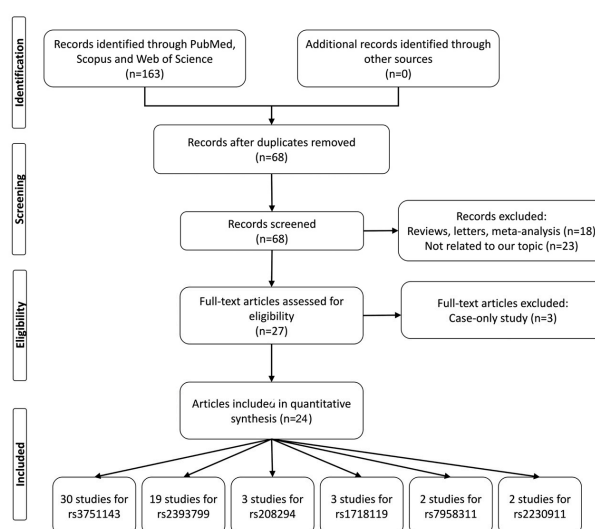 Identification
Records identified through PubMed,
Scopus and Web of Science
(n=163)
Additional records identified through
other sources
(n=0)
Records after duplicates removed
(n=68)
Screening
Records screened
(n=68)
Records excluded:
Reviews, letters, meta-analysis (n=18)
Not related to our topic (n=23)
Eligibility
Full-text articles assessed for
eligibility
(n=27)
Full-text articles excluded:
Case-only study (n=3)
Included
Articles included in quantitative
synthesis (n=24)
30 studies for
rs3751143
19 studies for
rs2393799
3 studies for
rs208294
3 studies for
rs1718119
2 studies for
rs7958311
2 studies for
rs2230911